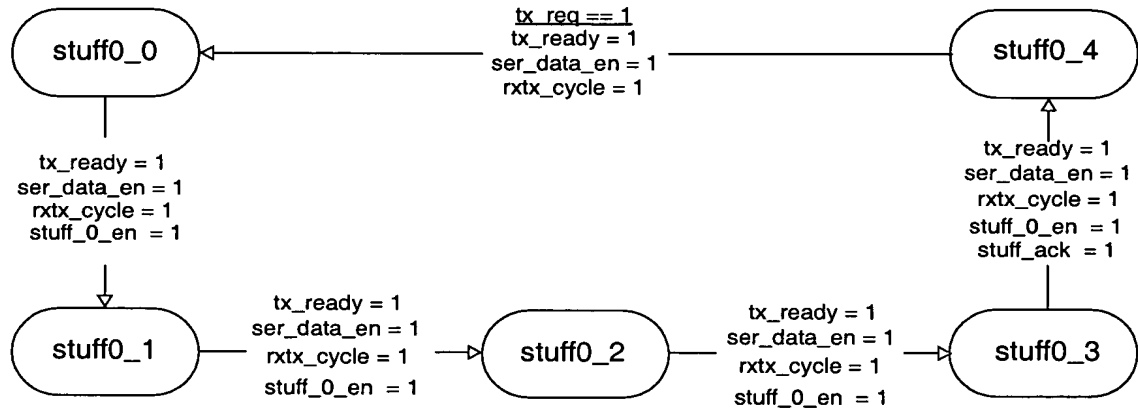 stuff0_0
tx_req == 1
tx_ready = 1
ser_data_en = 1
rxtx_cycle = 1
stuff0_4
tx_ready = 1
ser_data_en = 1
rxtx_cycle = 1
stuff_0_en = 1
tx_ready = 1
ser_data_en = 1
rxtx_cycle = 1
stuff_0_en = 1
stuff_ack = 1
stuff0_1
tx_ready = 1
ser_data_en = 1
rxtx_cycle = 1
stuff_0_en = 1
stuff0_2
tx_ready = 1
ser_data_en = 1
rxtx_cycle = 1
stuff_0_en = 1
stuff0_3